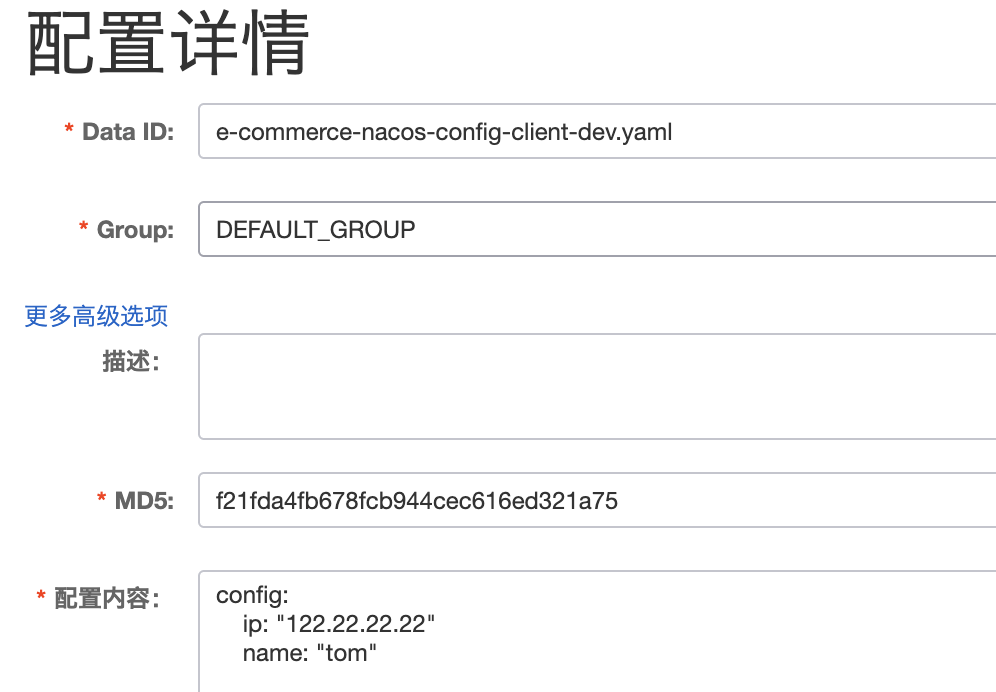 配置详情
* Data ID: e-commerce-nacos-config-client-dev.yaml
* Group: DEFAULT_GROUP
更多高级选项
描述:
* MD5: f21fda4fb678fcb944cec616ed321a75
* 配置内容: config:
ip: "122.22.22.22"
name: "tom"